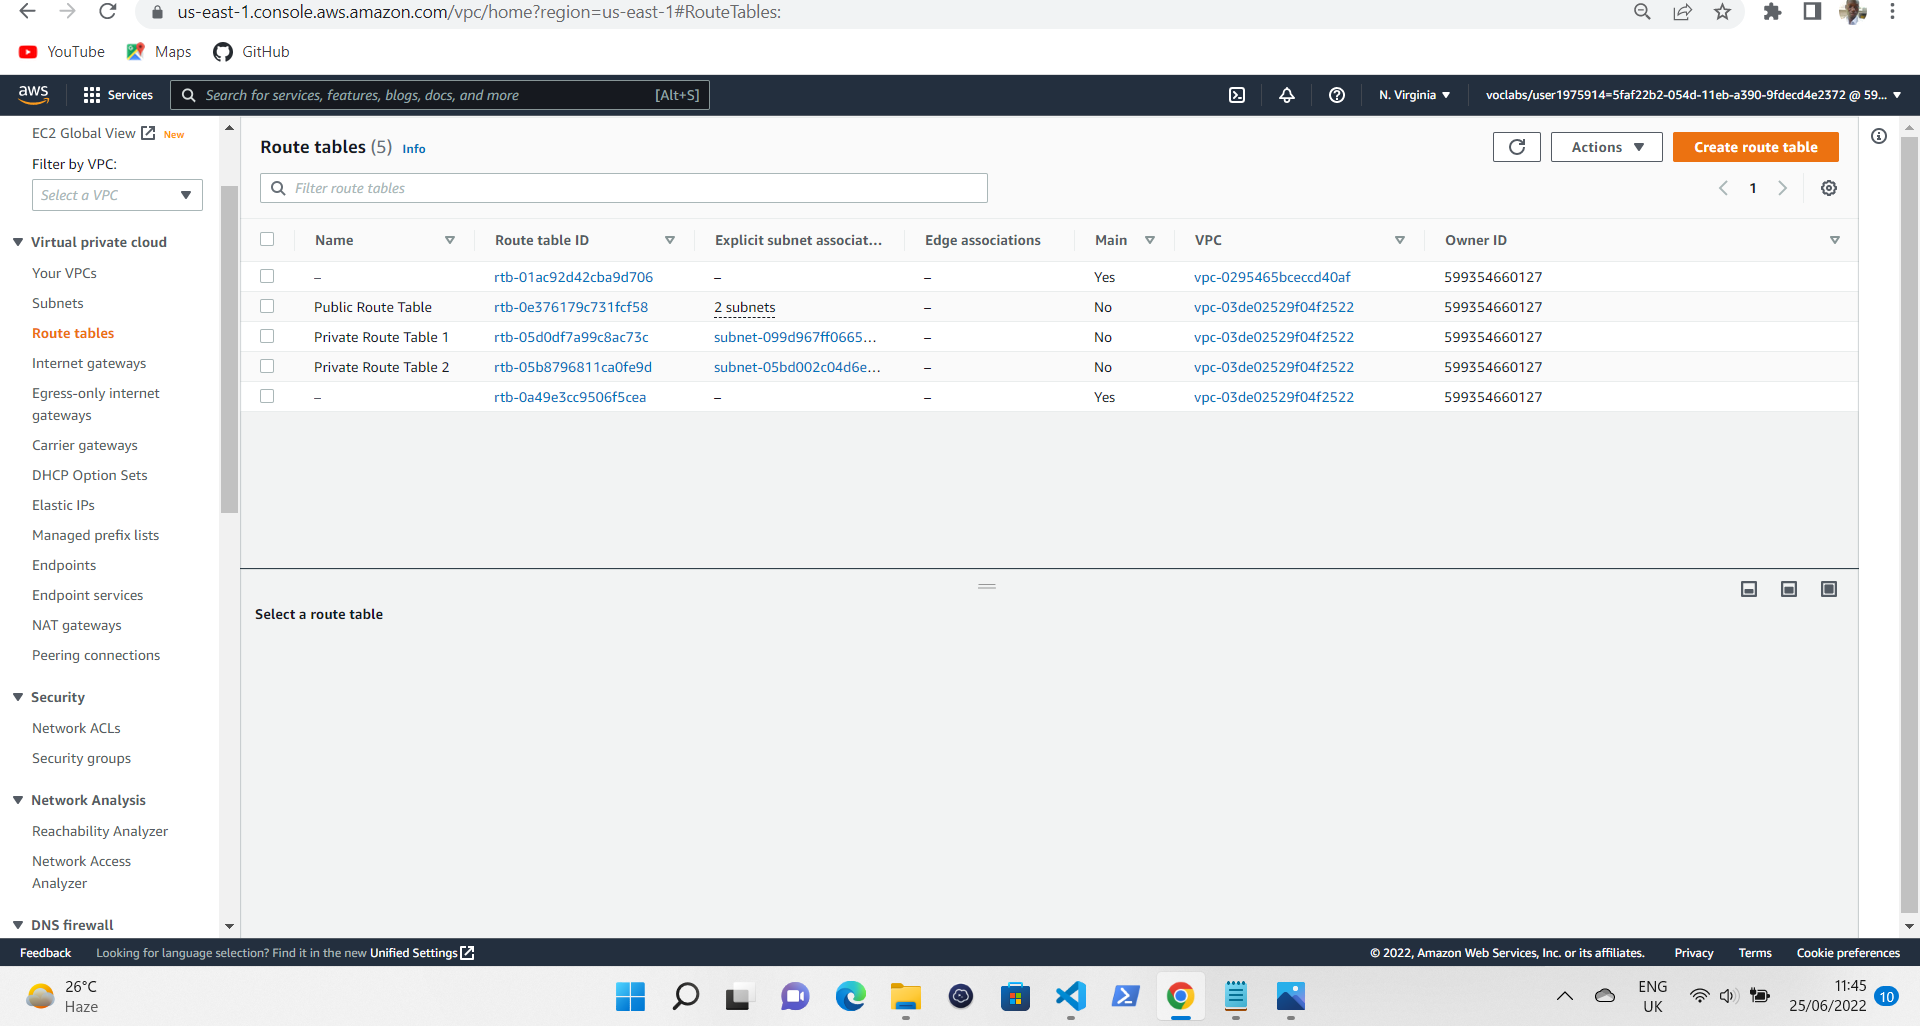 us-east-1.console.aws.amazon.com/vpc/home?region=us-east-1#RouteTables:
YouTube Maps GitHub
aws Services Search for services, features, blogs, docs, and more [Alt+S] N. Virginia voclabs/user1975914=5faf22b2-054d-11eb-a390-9fdecd4e2372 @ 59...
EC2 Global View New
Filter by VPC:
Select a VPC
Virtual private cloud
Your VPCs
Subnets
Route tables
Internet gateways
Egress-only internet
gateways
Carrier gateways
DHCP Option Sets
Elastic IPs
Managed prefix lists
Endpoints
Endpoint services
NAT gateways
Peering connections
Security
Network ACLs
Security groups
Network Analysis
Reachability Analyzer
Network Access
Analyzer
DNS firewall
Route tables (5) Info
Actions Create route table
Filter route tables
1
Name Route table ID Explicit subnet associat... Edge associations Main VPC Owner ID
– rtb-01ac92d42cba9d706 – – Yes vpc-0295465bceccd40af 599354660127
Public Route Table rtb-0e376179c731fcf58 2 subnets – No vpc-03de02529f04f2522 599354660127
Private Route Table 1 rtb-05d0df7a99c8ac73c subnet-099d967ff0665... – No vpc-03de02529f04f2522 599354660127
Private Route Table 2 rtb-05b8796811ca0fe9d subnet-05bd002c04d6e... – No vpc-03de02529f04f2522 599354660127
– rtb-0a49e3cc9506f5cea – – Yes vpc-03de02529f04f2522 599354660127
Select a route table
Feedback Looking for language selection? Find it in the new Unified Settings © 2022, Amazon Web Services, Inc. or its affiliates. Privacy Terms Cookie preferences
26°C
Haze
ENG
UK
11:45
25/06/2022
10